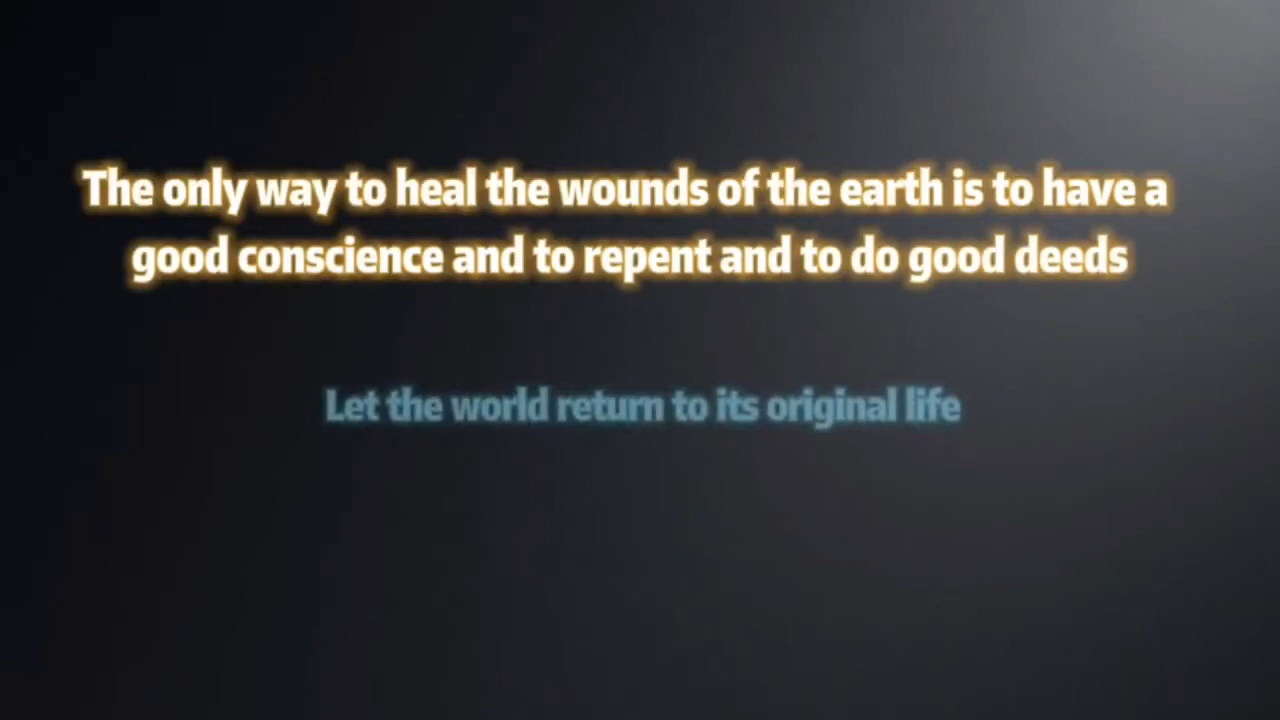 The only way to heal the wounds of the earth is to have a
good conscience and to repent and to do good deeds
Let the world return to its original life